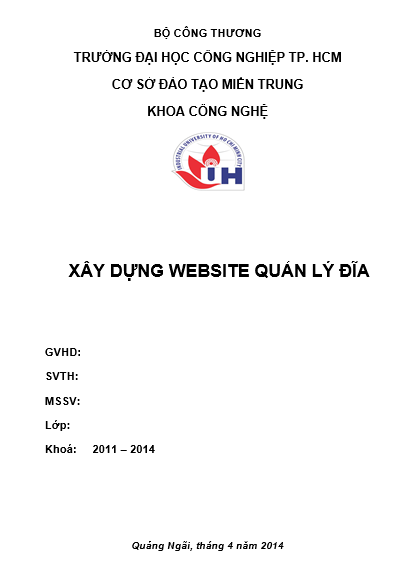 BỘ CÔNG THƯƠNG
TRƯỜNG ĐẠI HỌC CÔNG NGHIỆP TP. HCM
CƠ SỞ ĐÀO TẠO MIỀN TRUNG
KHOA CÔNG NGHỆ
INDUSTRIAL UNIVERSITY OF HO CHI MINH CITY
IUH
XÂY DỰNG WEBSITE QUẢN LÝ ĐĨA
GVHD:
SVTH:
MSSV:
Lớp:
Khoá: 2011 – 2014
Quảng Ngãi, tháng 4 năm 2014